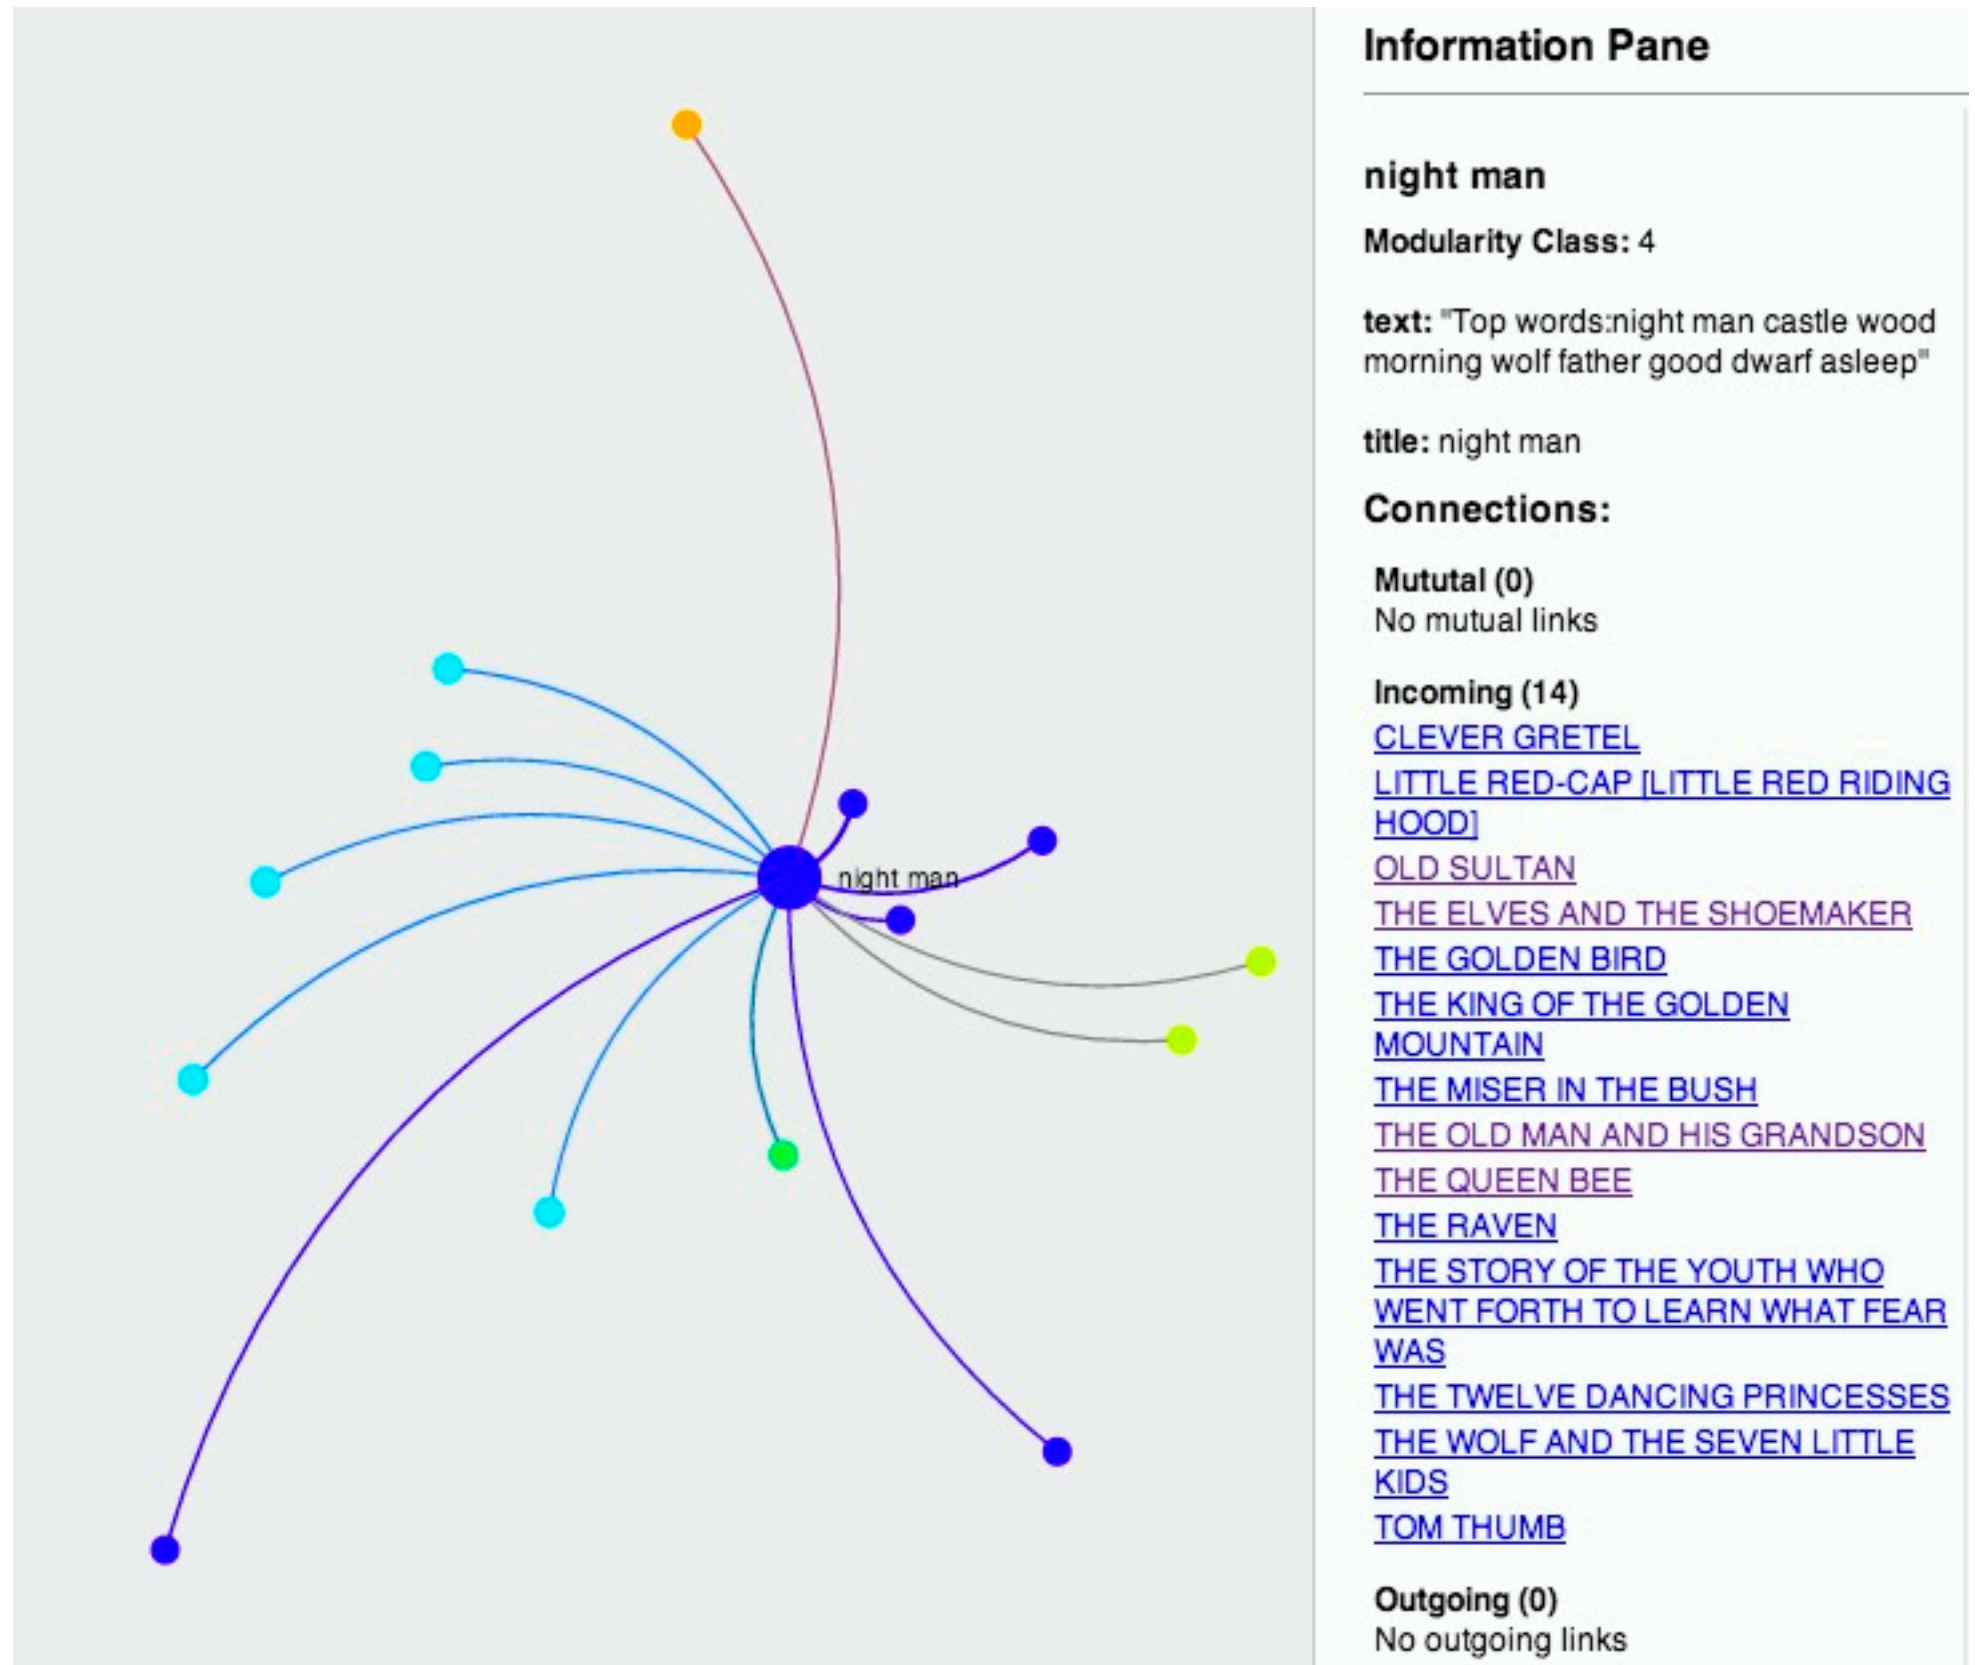 night man
Information Pane
night man
Modularity Class: 4
text: "Top words:night man castle wood
morning wolf father good dwarf asleep"
title: night man
Connections:
Mututal (0)
No mutual links
Incoming (14)
CLEVER GRETEL
LITTLE RED-CAP [LITTLE RED RIDING
HOOD]
OLD SULTAN
THE ELVES AND THE SHOEMAKER
THE GOLDEN BIRD
THE KING OF THE GOLDEN
MOUNTAIN
THE MISER IN THE BUSH
THE OLD MAN AND HIS GRANDSON
THE QUEEN BEE
THE RAVEN
THE STORY OF THE YOUTH WHO
WENT FORTH TO LEARN WHAT FEAR
WAS
THE TWELVE DANCING PRINCESSES
THE WOLF AND THE SEVEN LITTLE
KIDS
TOM THUMB
Outgoing (0)
No outgoing links